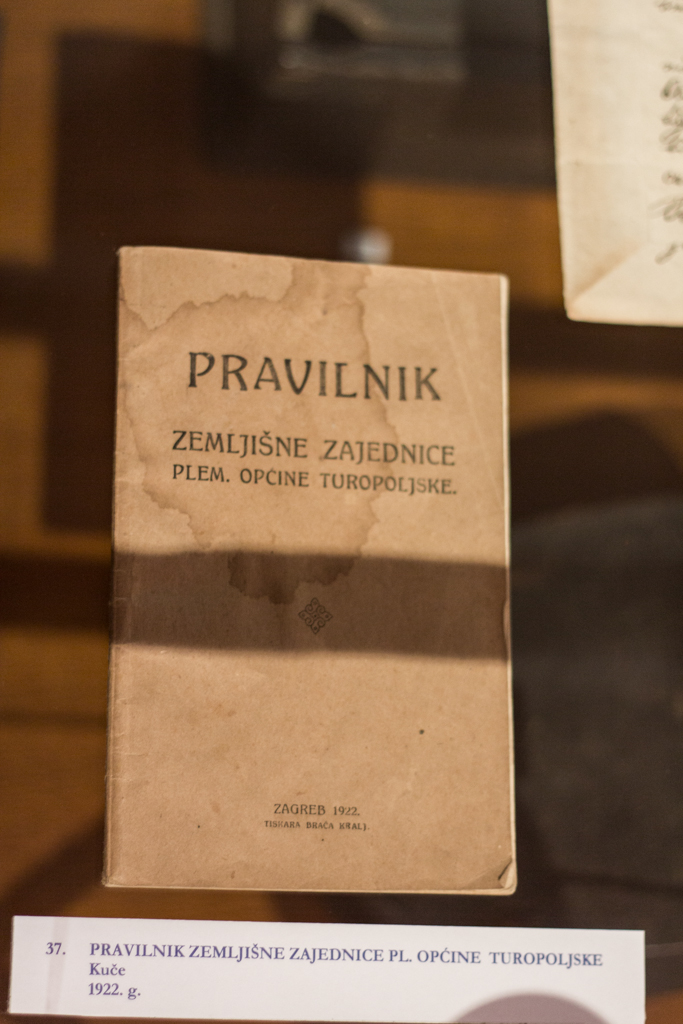 PRAVILNIK
ZEMLJIŠNE ZAJEDNICE
PLEM. OPĆINE TUROPOLJSKE.
ZAGREB 1922.
TISKARA BRAĆA KRALJ.
37. PRAVILNIK ZEMLJIŠNE ZAJEDNICE PL. OPĆINE TUROPOLJSKE
Kuče
1922. g.